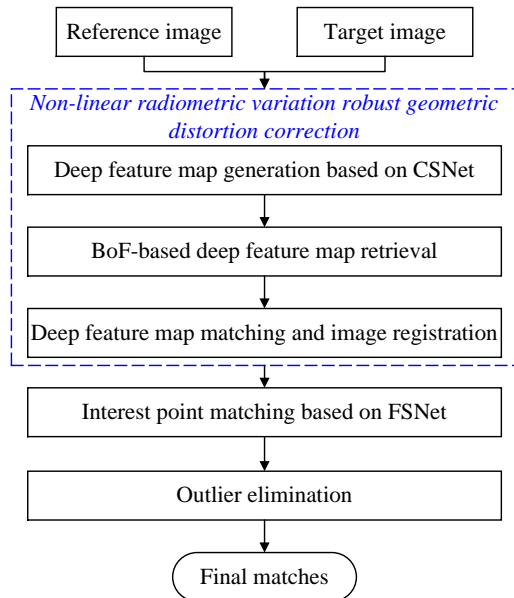 Reference image
Target image
Non-linear radiometric variation robust geometric
distortion correction
Deep feature map generation based on CSNet
BoF-based deep feature map retrieval
Deep feature map matching and image registration
Interest point matching based on FSNet
Outlier elimination
Final matches